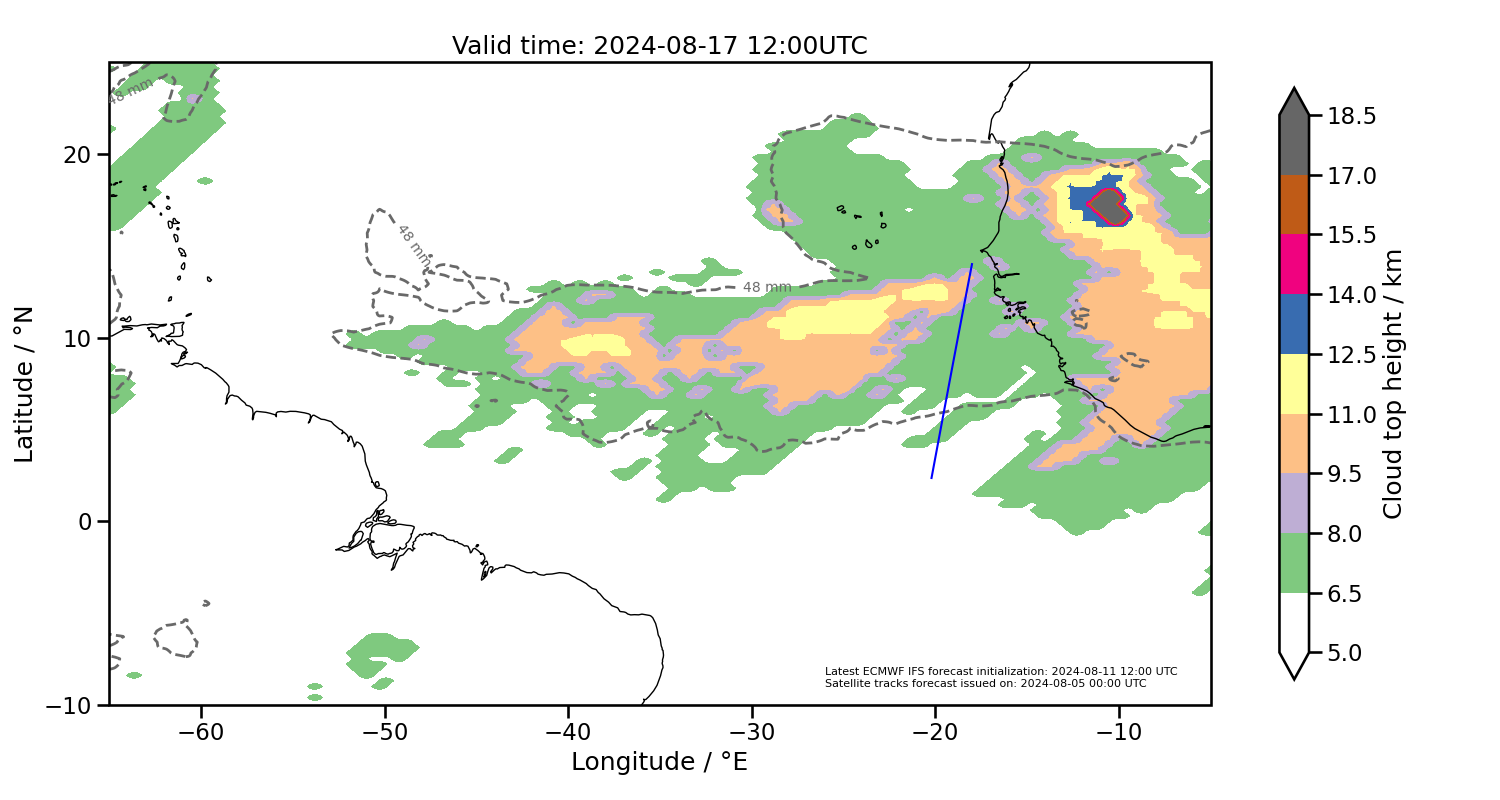 Valid time: 2024-08-17 12:00UTC
48 mm
48 mm
48 mm
20
10
0
−10
−60
−50
−40
−30
−20
−10
Latitude / °N
Longitude / °E
Latest ECMWF IFS forecast initialization: 2024-08-11 12:00 UTC
Satellite tracks forecast issued on: 2024-08-05 00:00 UTC
18.5
17.0
15.5
14.0
12.5
11.0
9.5
8.0
6.5
5.0
Cloud top height / km